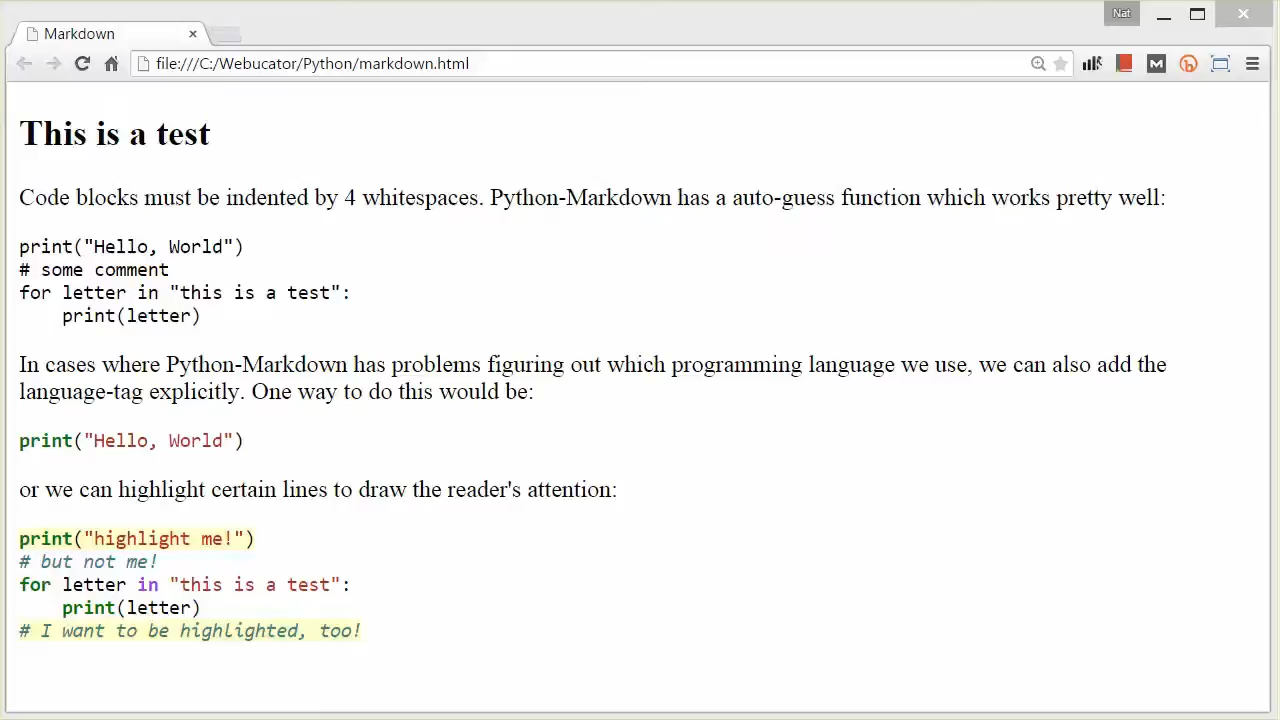 Nat
Markdown
file:///C:/Webucator/Python/markdown.html
This is a test
Code blocks must be indented by 4 whitespaces. Python-Markdown has a auto-guess function which works pretty well:
print("Hello, World")
# some comment
for letter in "this is a test":
    print(letter)
In cases where Python-Markdown has problems figuring out which programming language we use, we can also add the
language-tag explicitly. One way to do this would be:
print("Hello, World")
or we can highlight certain lines to draw the reader's attention:
print("highlight me!")
# but not me!
for letter in "this is a test":
    print(letter)
# I want to be highlighted, too!